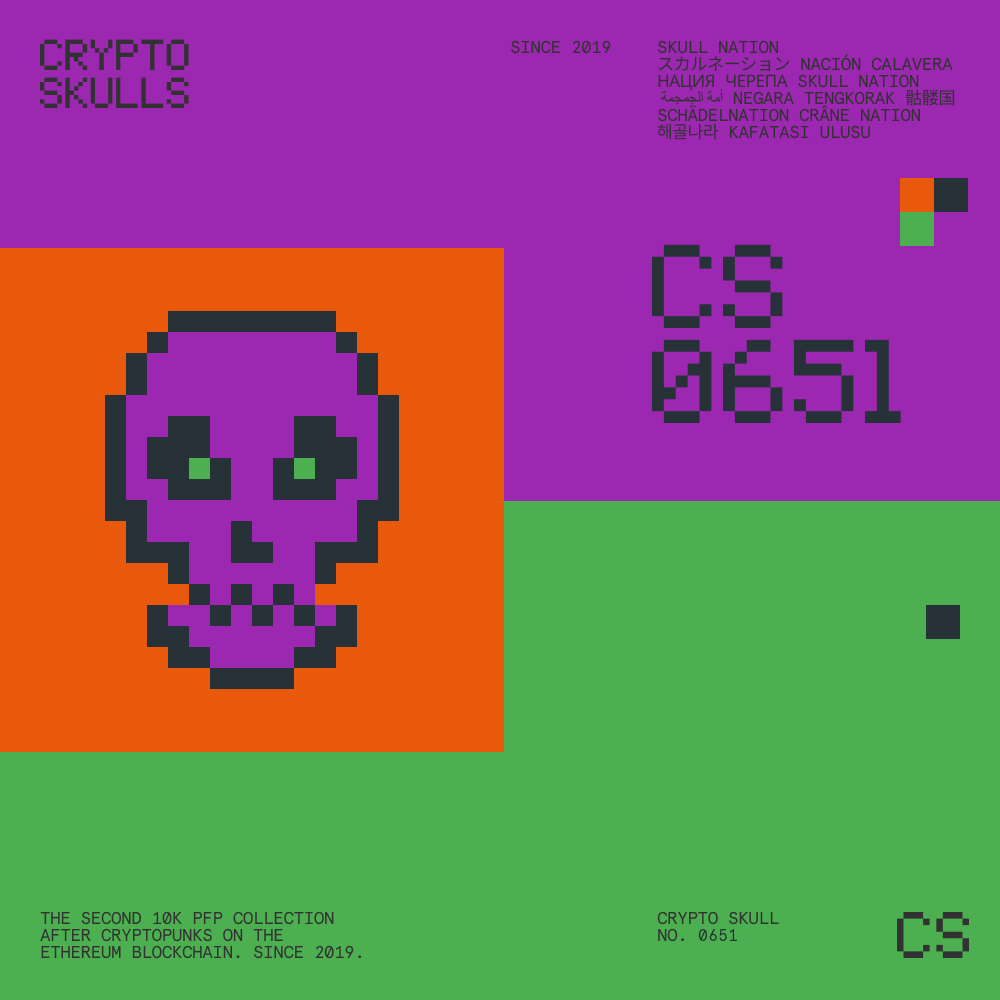 CRYPTO
SKULLS
SINCE 2019
SKULL NATION
スカルネーション NACIÓN CALAVERA
НАЦИЯ ЧЕРЕПА SKULL NATION
أمة الجمجمة NEGARA TENGKORAK 骷髅国
SCHÄDELNATION CRÂNE NATION
해골나라 KAFATASI ULUSU
CS
0651
THE SECOND 10K PFP COLLECTION
AFTER CRYPTOPUNKS ON THE
ETHEREUM BLOCKCHAIN. SINCE 2019.
CRYPTO SKULL
NO. 0651
CS